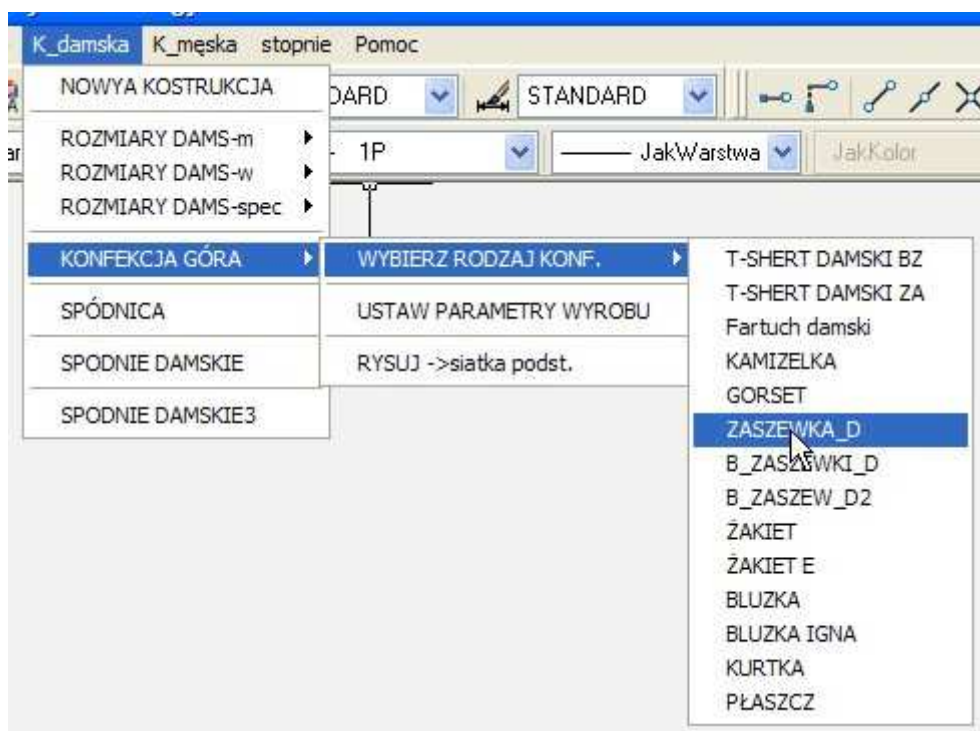 K_damska K_męska stopnie Pomoc
NOWYA KOSTRUKCJA
DARD STANDARD
ROZMIARY DAMS-m
1P JakWarstwa JakKolor
ROZMIARY DAMS-w
ROZMIARY DAMS-spec
KONFEKCJA GÓRA
SPÓDNICA
SPODNIE DAMSKIE
SPODNIE DAMSKIE3
WYBIERZ RODZAJ KONF.
USTAW PARAMETRY WYROBU
RYSUJ ->siatka podst.
T-SHERT DAMSKI BZ
T-SHERT DAMSKI ZA
Fartuch damski
KAMIZELKA
GORSET
ZASZEWKA_D
B_ZASZEWKI_D
B_ZASZEW_D2
ŻAKIET
ŻAKIET E
BLUZKA
BLUZKA IGNA
KURTKA
PŁASZCZ